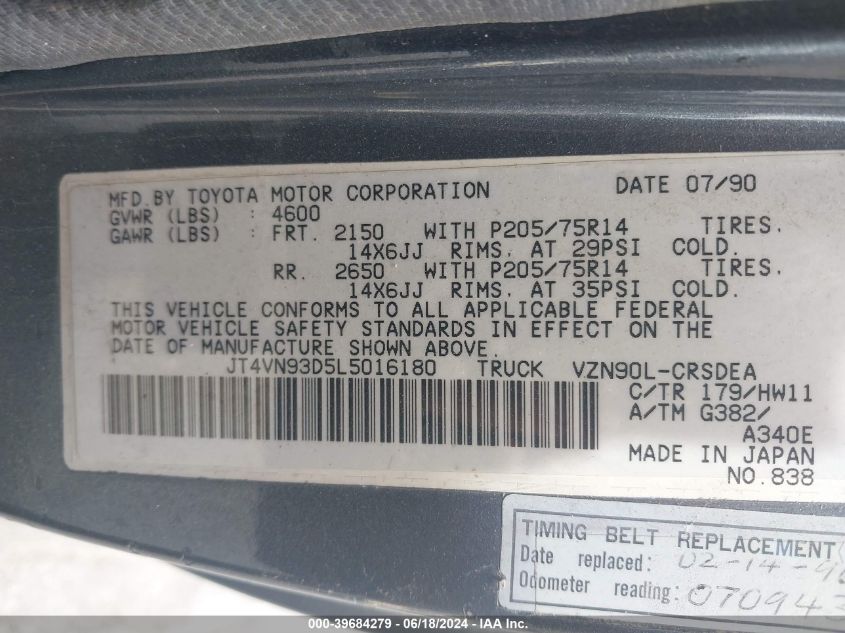 MFD.BY TOYOTA MOTOR CORPORATION DATE 07/90
GVWR (LBS) : 4600
GAWR (LBS) : FRT. 2150 WITH P205/75R14 TIRES.
14X6JJ RIMS, AT 29PSI COLD.
RR. 2650 WITH P205/75R14 TIRES.
14X6JJ RIMS, AT 35PSI COLD.
THIS VEHICLE CONFORMS TO ALL APPLICABLE FEDERAL
MOTOR VEHICLE SAFETY STANDARDS IN EFFECT ON THE
DATE OF MANUFACTURE SHOWN ABOVE.
JT4VN93D5L5016180 TRUCK VZN90L-CRSDEA
C/TR 179/HW11
A/TM G382/
A340E
MADE IN JAPAN
NO.838
TIMING BELT REPLACEMENT
Date replaced: 02-14-9
Odometer reading: 070943
000-39684279 - 06/18/2024 - IAA Inc.